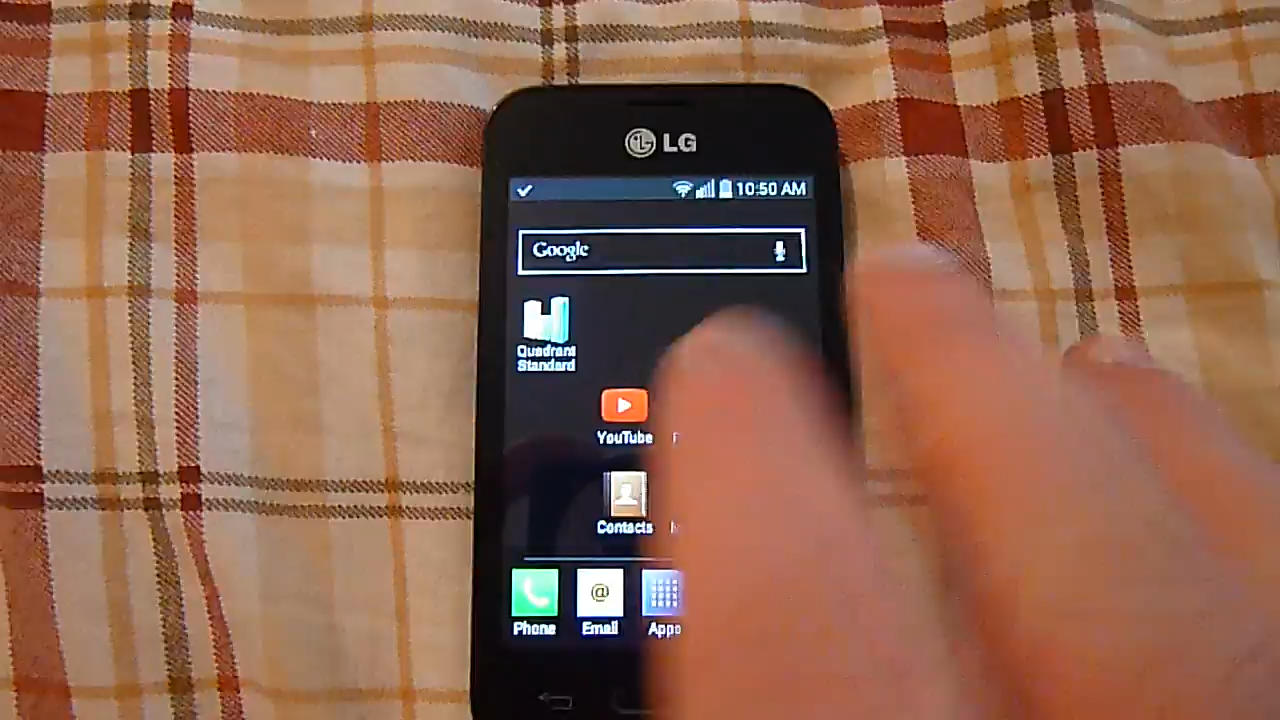 LG
10:50 AM
Google
Quadrant
Standard
YouTube
Contacts
Phone Email Apps